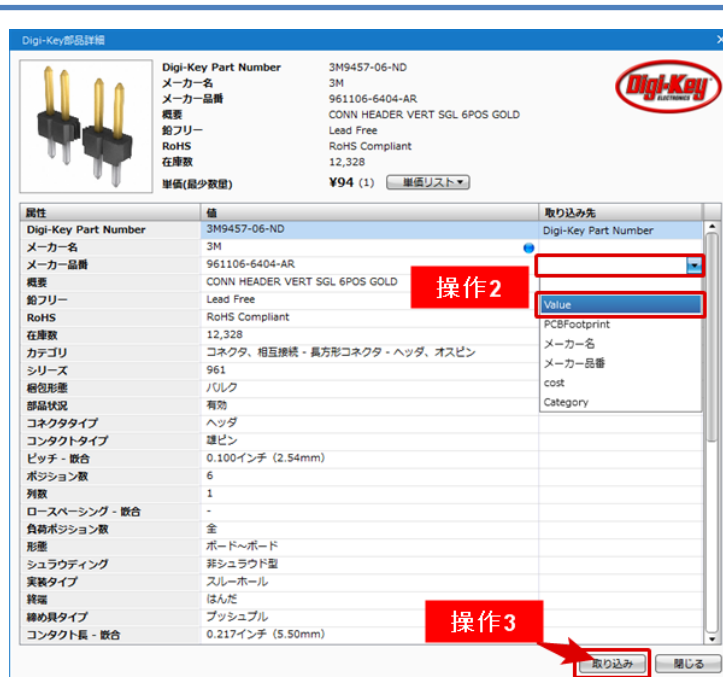 Digi-Key部品詳細
Digi-Key Part Number 3M9457-06-ND
メーカー名 3M
メーカー品番 961106-6404-AR
概要 CONN HEADER VERT SGL 6POS GOLD
鉛フリー Lead Free
RoHS RoHS Compliant
在庫数 12,328
単価(最少数量) ¥94 (1) 単価リスト
Digi-Key
ELECTRONICS
属性 値 取り込み先
Digi-Key Part Number 3M9457-06-ND Digi-Key Part Number
メーカー名 3M
メーカー品番 961106-6404-AR
概要 CONN HEADER VERT SGL 6POS GOLD
操作2
鉛フリー Lead Free Value
RoHS RoHS Compliant PCBFootprint
在庫数 12,328 メーカー名
カテゴリ コネクタ、相互接続 - 長方形コネクタ - ヘッダ、オスピン メーカー品番
シリーズ 961 cost
梱包形態 バルク Category
部品状況 有効
コネクタタイプ ヘッダ
コンタクトタイプ 雄ピン
ピッチ - 嵌合 0.100インチ（2.54mm）
ポジション数 6
列数 1
ロースペーシング - 嵌合 -
負荷ポジション数 全
形態 ボード～ボード
シュラウディング 非シュラウド型
実装タイプ スルーホール
終端 はんだ
締め具タイプ プッシュプル
コンタクト長 - 嵌合 0.217インチ（5.50mm）
操作3
取り込み 閉じる